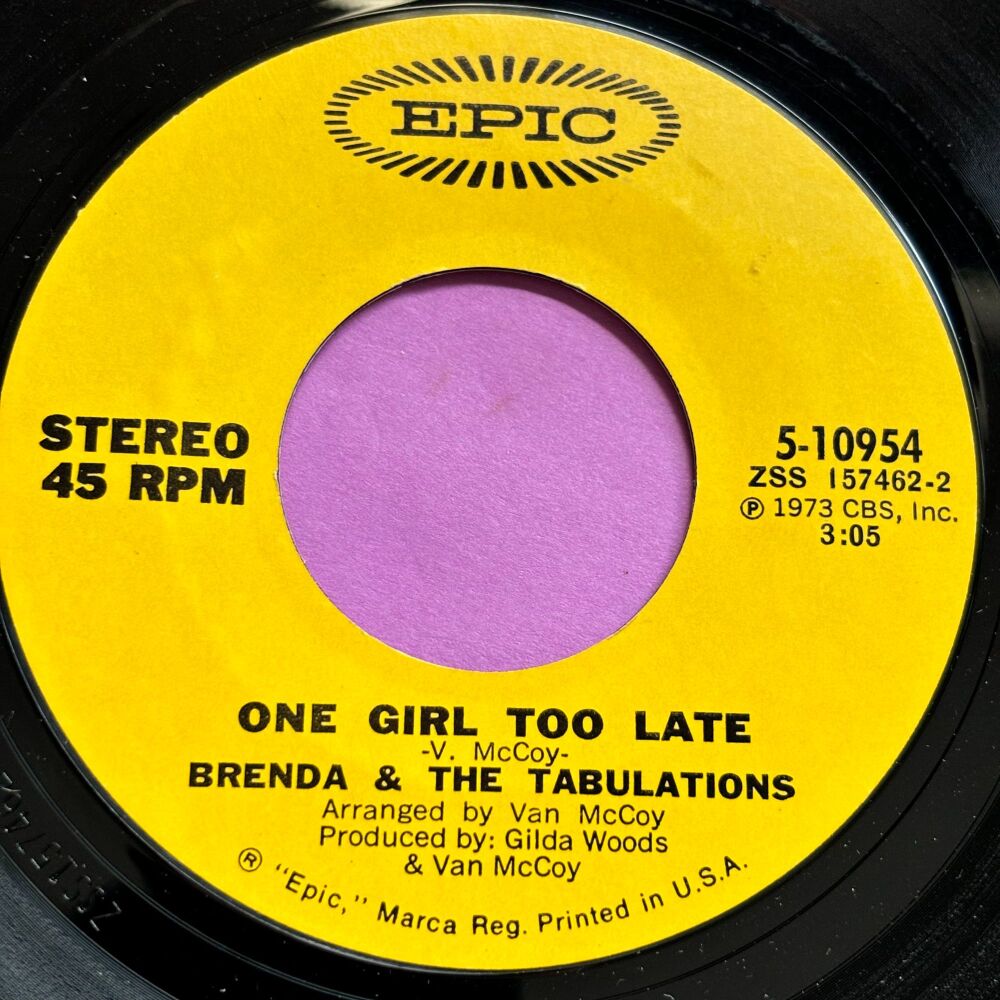 EPIC
STEREO
45 RPM
5-10954
ZSS 157462-2
℗ 1973 CBS, Inc.
3:05
ONE GIRL TOO LATE
-V. McCoy-
BRENDA & THE TABULATIONS
Arranged by Van McCoy
Produced by: Gilda Woods
& Van McCoy
® "Epic," Marca Reg. Printed in U.S.A.